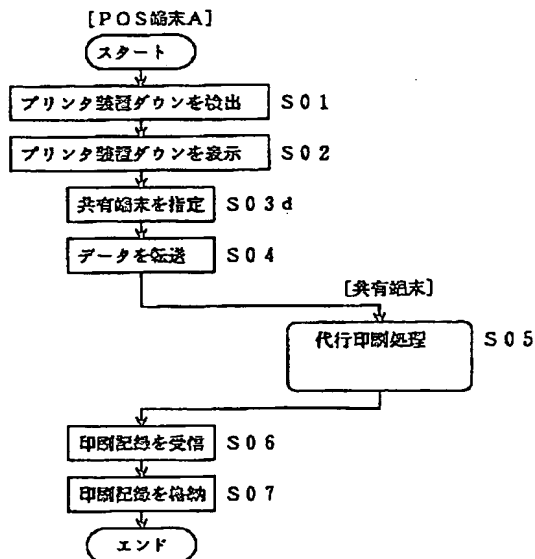 [POS端末A]
スタート
プリンタ装置ダウンを検出 S01
プリンタ装置ダウンを表示 S02
共有端末を指定 S03d
データを転送 S04
[共有端末]
代行印刷処理 S05
印刷記録を受信 S06
印刷記録を格納 S07
エンド